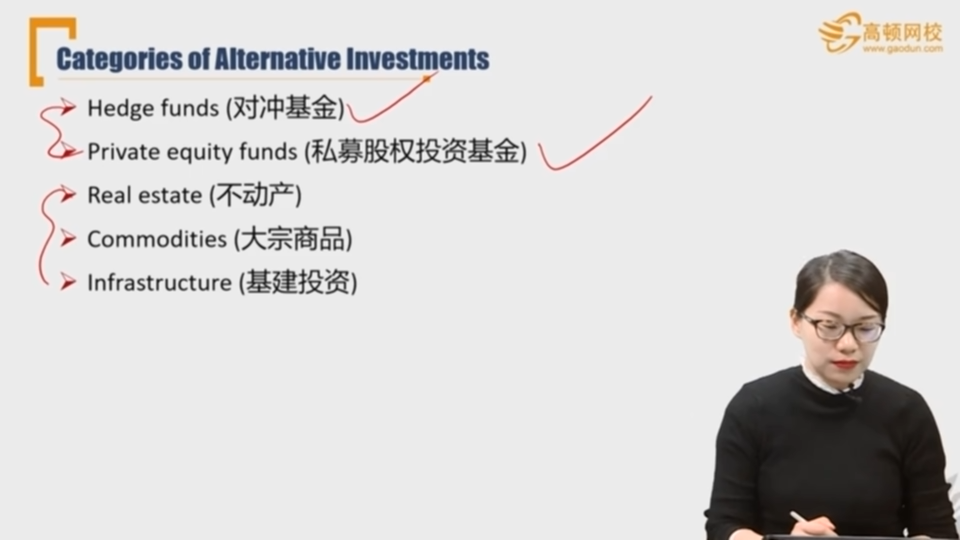 高顿网校
www.gaodun.com
Categories of Alternative Investments
Hedge funds (对冲基金)
Private equity funds (私募股权投资基金)
Real estate (不动产)
Commodities (大宗商品)
Infrastructure (基建投资)